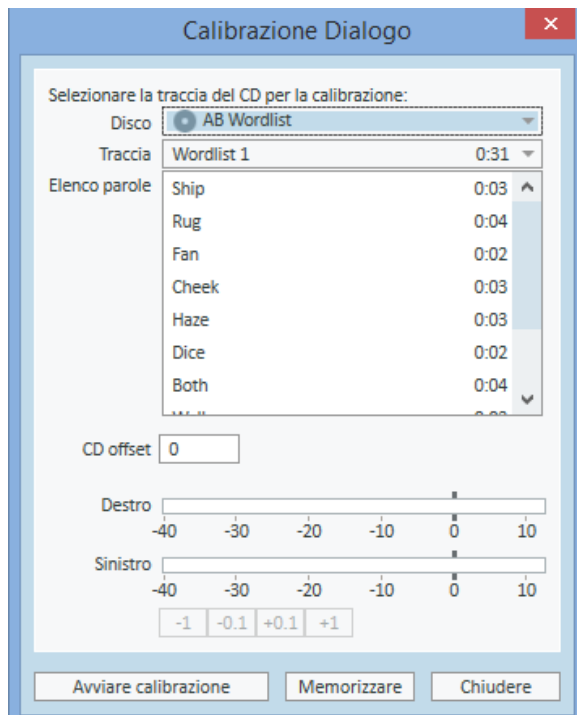 Calibrazione Dialogo
Selezionare la traccia del CD per la calibrazione:
Disco AB Wordlist
Traccia Wordlist 1 0:31
Elenco parole Ship 0:03
Rug 0:04
Fan 0:02
Cheek 0:03
Haze 0:03
Dice 0:02
Both 0:04
CD offset 0
Destro
-40 -30 -20 -10 0 10
Sinistro
-40 -30 -20 -10 0 10
-1 -0.1 +0.1 +1
Avviare calibrazione Memorizzare Chiudere